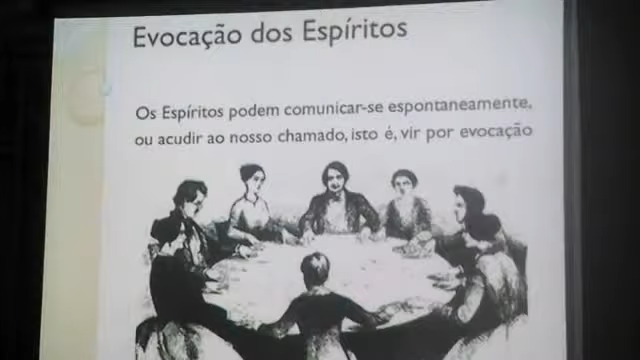 Evocação dos Espíritos
Os Espíritos podem comunicar-se espontaneamente,
ou acudir ao nosso chamado, isto é, vir por evocação